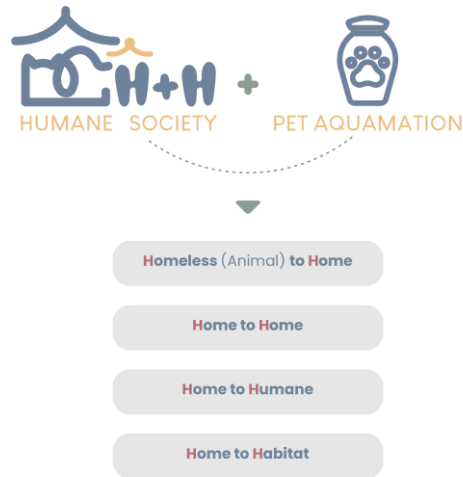 H+H +
HUMANE SOCIETY PET AQUAMATION
Homeless (Animal) to Home
Home to Home
Home to Humane
Home to Habitat